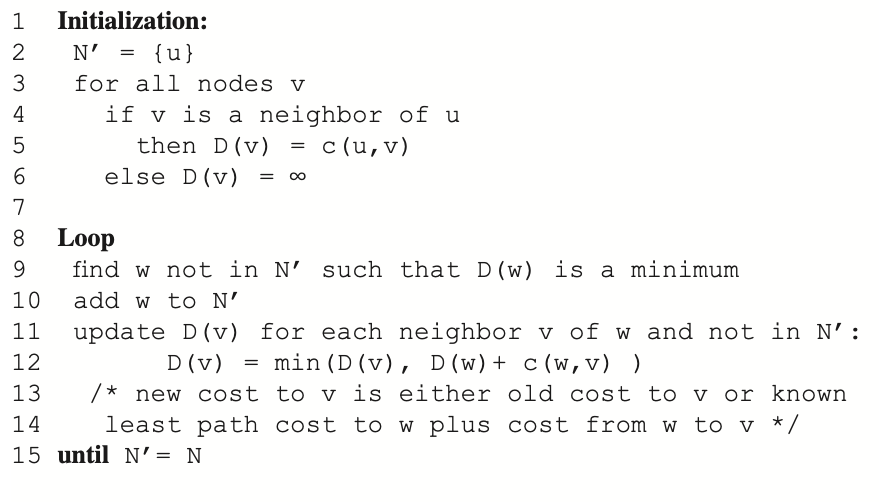 1 Initialization:
2 N′ = {u}
3 for all nodes v
4 if v is a neighbor of u
5 then D(v) = c(u,v)
6 else D(v) = ∞
7
8 Loop
9 find w not in N′ such that D(w) is a minimum
10 add w to N′
11 update D(v) for each neighbor v of w and not in N′:
12 D(v) = min(D(v), D(w)+ c(w,v) )
13 /* new cost to v is either old cost to v or known
14 least path cost to w plus cost from w to v */
15 until N′= N